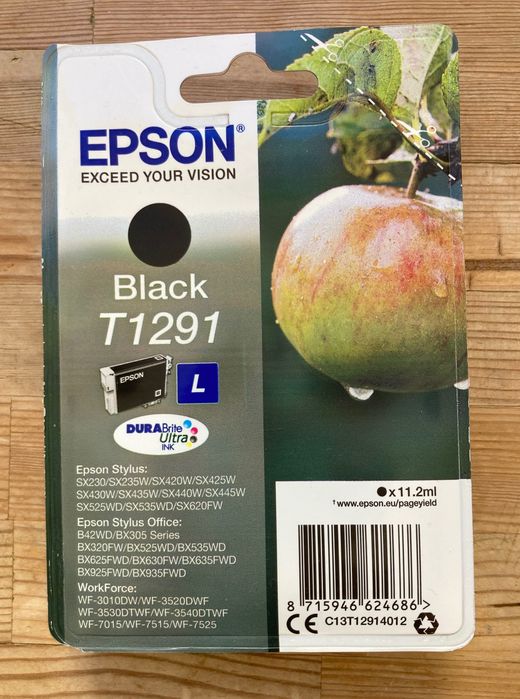 EPSON®
EXCEED YOUR VISION
Black
T1291
EPSON
L
DURABrite
Ultra
INK
Epson Stylus:
SX230/SX235W/SX420W/SX425W
SX430W/SX435W/SX440W/SX445W
SX525WD/SX535WD/SX620FW
Epson Stylus Office:
B42WD/BX305 Series
BX320FW/BX525WD/BX535WD
BX625FWD/BX630FW/BX635FWD
BX925FWD/BX935FWD
WorkForce:
WF-3010DW/WF-3520DWF
WF-3530DTWF/WF-3540DTWF
WF-7015/WF-7515/WF-7525
x 11.2ml
†www.epson.eu/pageyield
8 715946 624686 >
CE C13T12914012